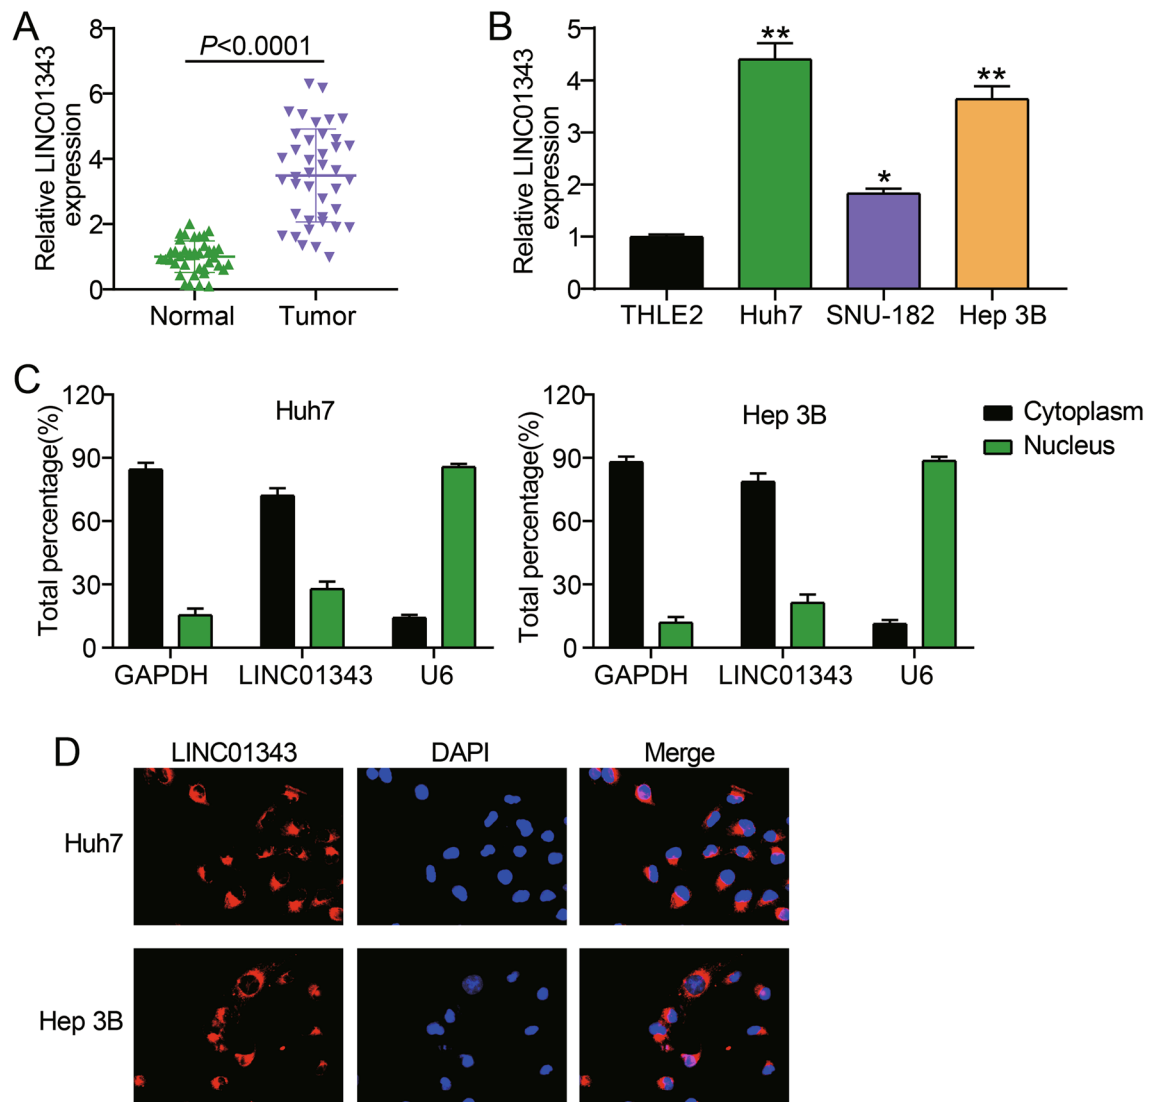 A
Relative LINC01343
expression
8
6
4
2
0
P<0.0001
Normal
Tumor
B
Relative LINC01343
expression
5
4
3
2
1
0
**
*
**
THLE2
Huh7
SNU-182
Hep 3B
C
Total percentage(%)
120
90
60
30
0
Huh7
GAPDH
LINC01343
U6
Total percentage(%)
120
90
60
30
0
Hep 3B
GAPDH
LINC01343
U6
Cytoplasm
Nucleus
D
LINC01343
DAPI
Merge
Huh7
Hep 3B